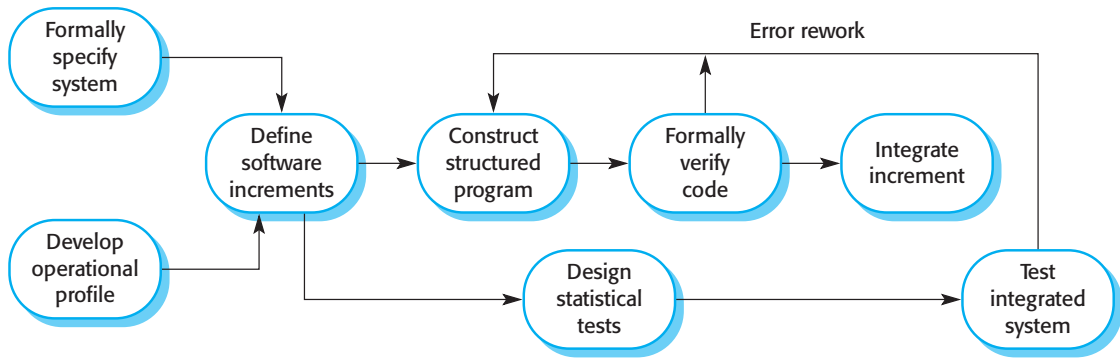 Formally
specify
system
Error rework
Define
software
increments
Construct
structured
program
Formally
verify
code
Integrate
increment
Develop
operational
profile
Design
statistical
tests
Test
integrated
system